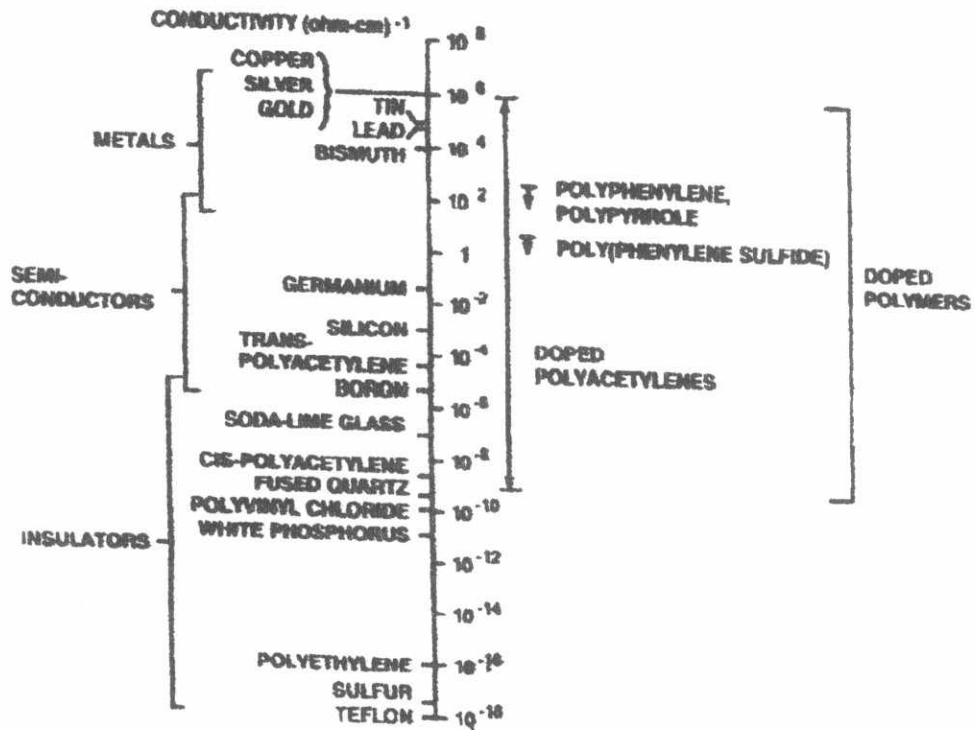 CONDUCTIVITY (ohm-cm)⁻¹
COPPER
SILVER
GOLD
TIN
LEAD
BISMUTH
METALS
SEMI-
CONDUCTORS
GERMANIUM
SILICON
TRANS-
POLYACETYLENE
BORON
SODA-LIME GLASS
CIS-POLYACETYLENE
FUSED QUARTZ
POLYVINYL CHLORIDE
WHITE PHOSPHORUS
INSULATORS
POLYETHYLENE
SULFUR
TEFLON
10⁸
10⁶
10⁴
10²
1
10⁻²
10⁻⁴
10⁻⁶
10⁻⁸
10⁻¹⁰
10⁻¹²
10⁻¹⁴
10⁻¹⁶
10⁻¹⁸
POLYPHENYLENE,
POLYPYRROLE
POLY(PHENYLENE SULFIDE)
DOPED
POLYACETYLENES
DOPED
POLYMERS